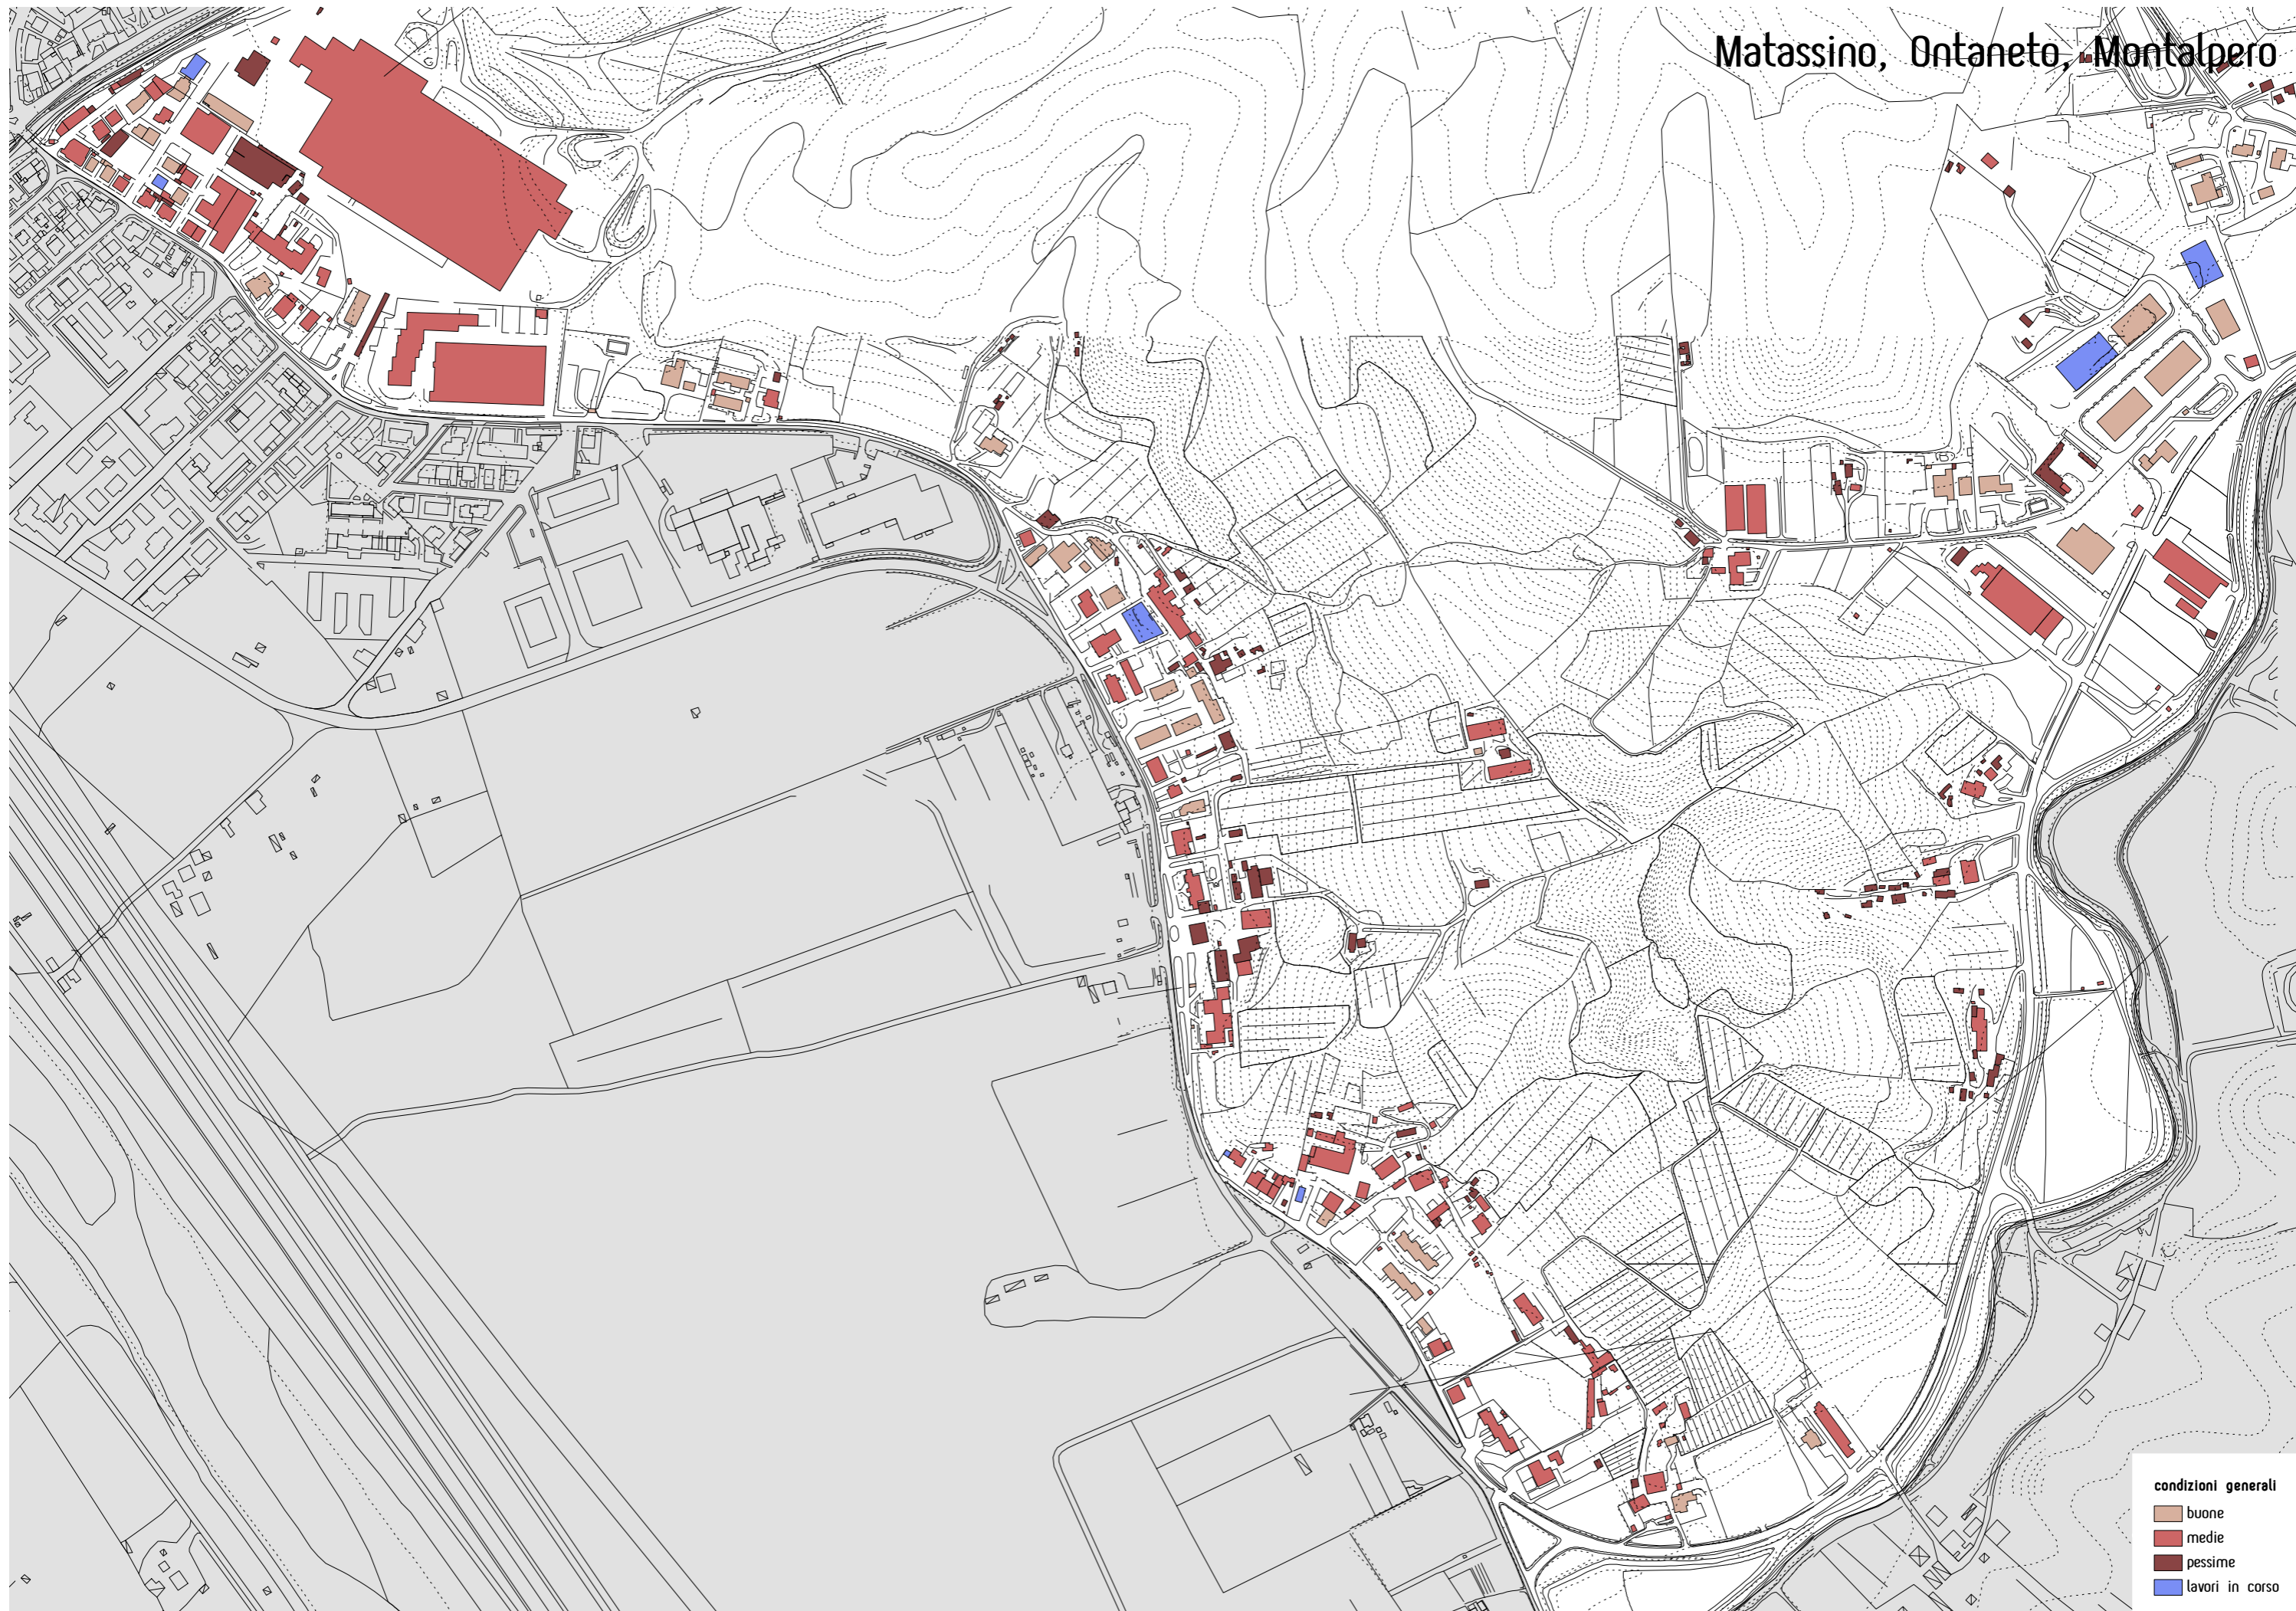 Matassino, Ontaneto, Montalpero
condizioni generali
buone
medie
pessime
lavori in corso